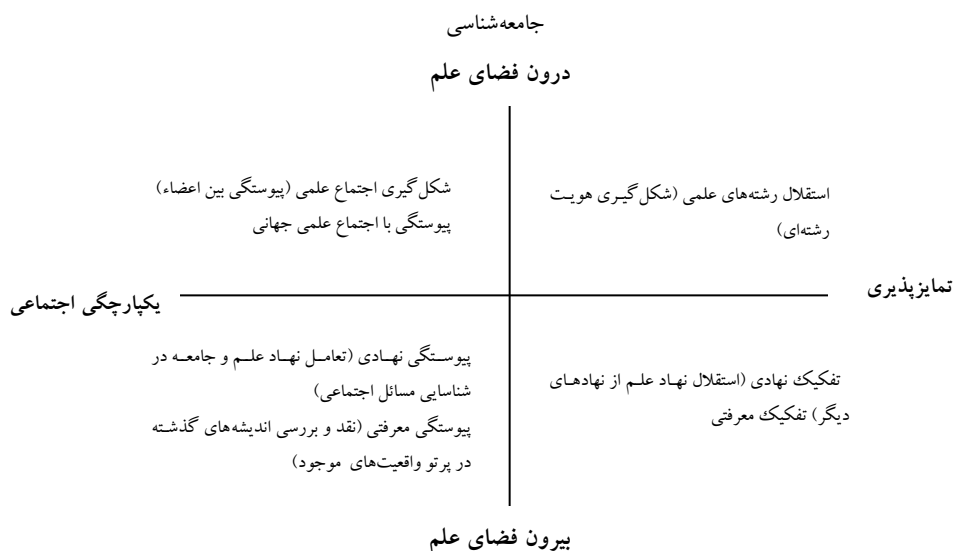 جامعه‌شناسی
درون فضای علم
استقلال رشته‌های علمی (شکل‌گیری هویت
رشته‌ای)
شکل‌گیری اجتماع علمی (پیوستگی بین اعضاء)
پیوستگی با اجتماع علمی جهانی
تمایزپذیری
یکپارچگی اجتماعی
تفکیک نهادی (استقلال نهاد علم از نهادهای
دیگر) تفکیک معرفتی
پیوستگی نهادی (تعامل نهاد علم و جامعه در
شناسایی مسائل اجتماعی)
پیوستگی معرفتی (نقد و بررسی اندیشه‌های گذشته
در پرتو واقعیت‌های موجود)
بیرون فضای علم